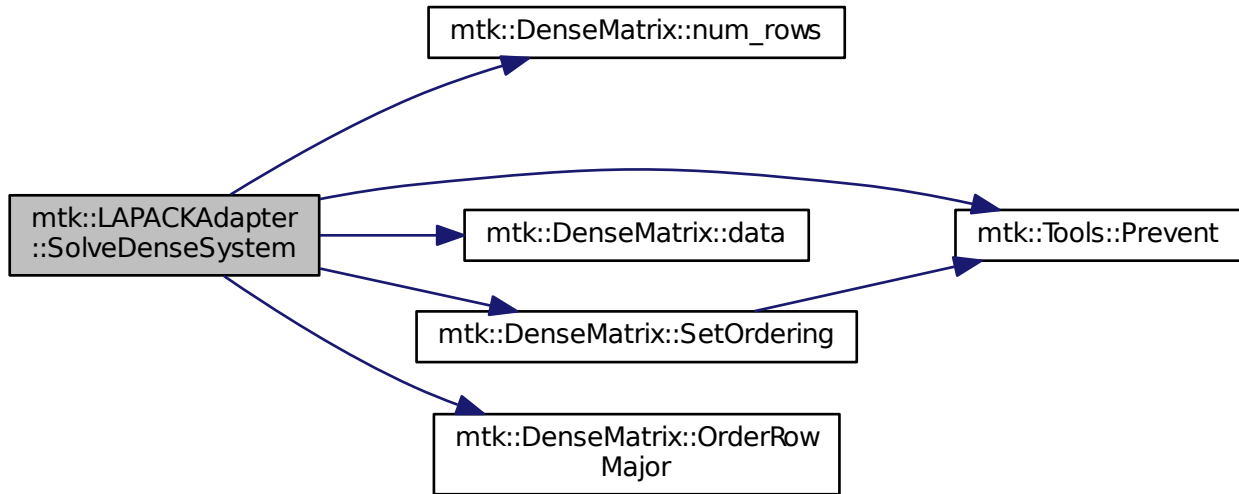 mtk::DenseMatrix::num_rows
mtk::LAPACKAdapter
::SolveDenseSystem
mtk::DenseMatrix::data
mtk::Tools::Prevent
mtk::DenseMatrix::SetOrdering
mtk::DenseMatrix::OrderRow
Major